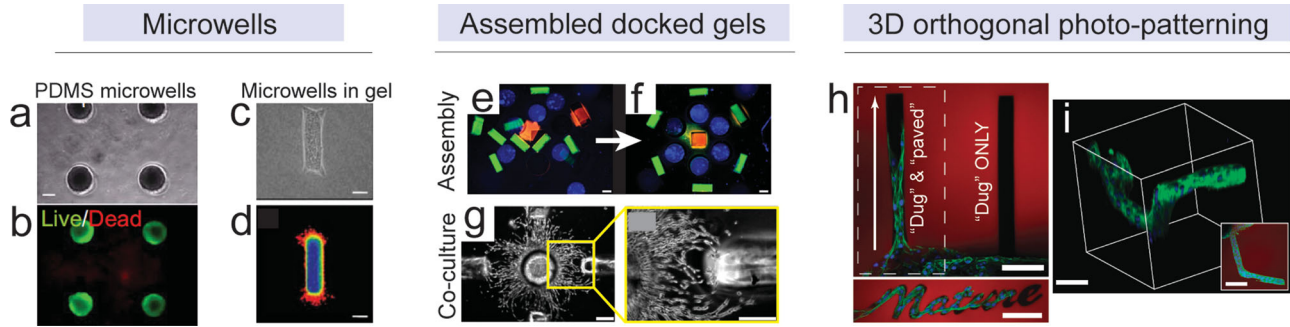 Microwells
Assembled docked gels
3D orthogonal photo-patterning
PDMS microwells
Microwells in gel
a
b
Live/Dead
c
d
Assembly
Co-culture
e
f
g
h
"Dug" & "paved"
"Dug" ONLY
Nature
i